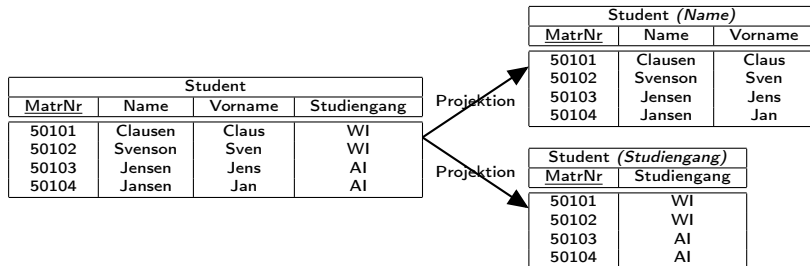 Student
MatrNr Name Vorname Studiengang
50101 Clausen Claus WI
50102 Svenson Sven WI
50103 Jensen Jens AI
50104 Jansen Jan AI
Projektion
Projektion
Student (Name)
MatrNr Name Vorname
50101 Clausen Claus
50102 Svenson Sven
50103 Jensen Jens
50104 Jansen Jan
Student (Studiengang)
MatrNr Studiengang
50101 WI
50102 WI
50103 AI
50104 AI